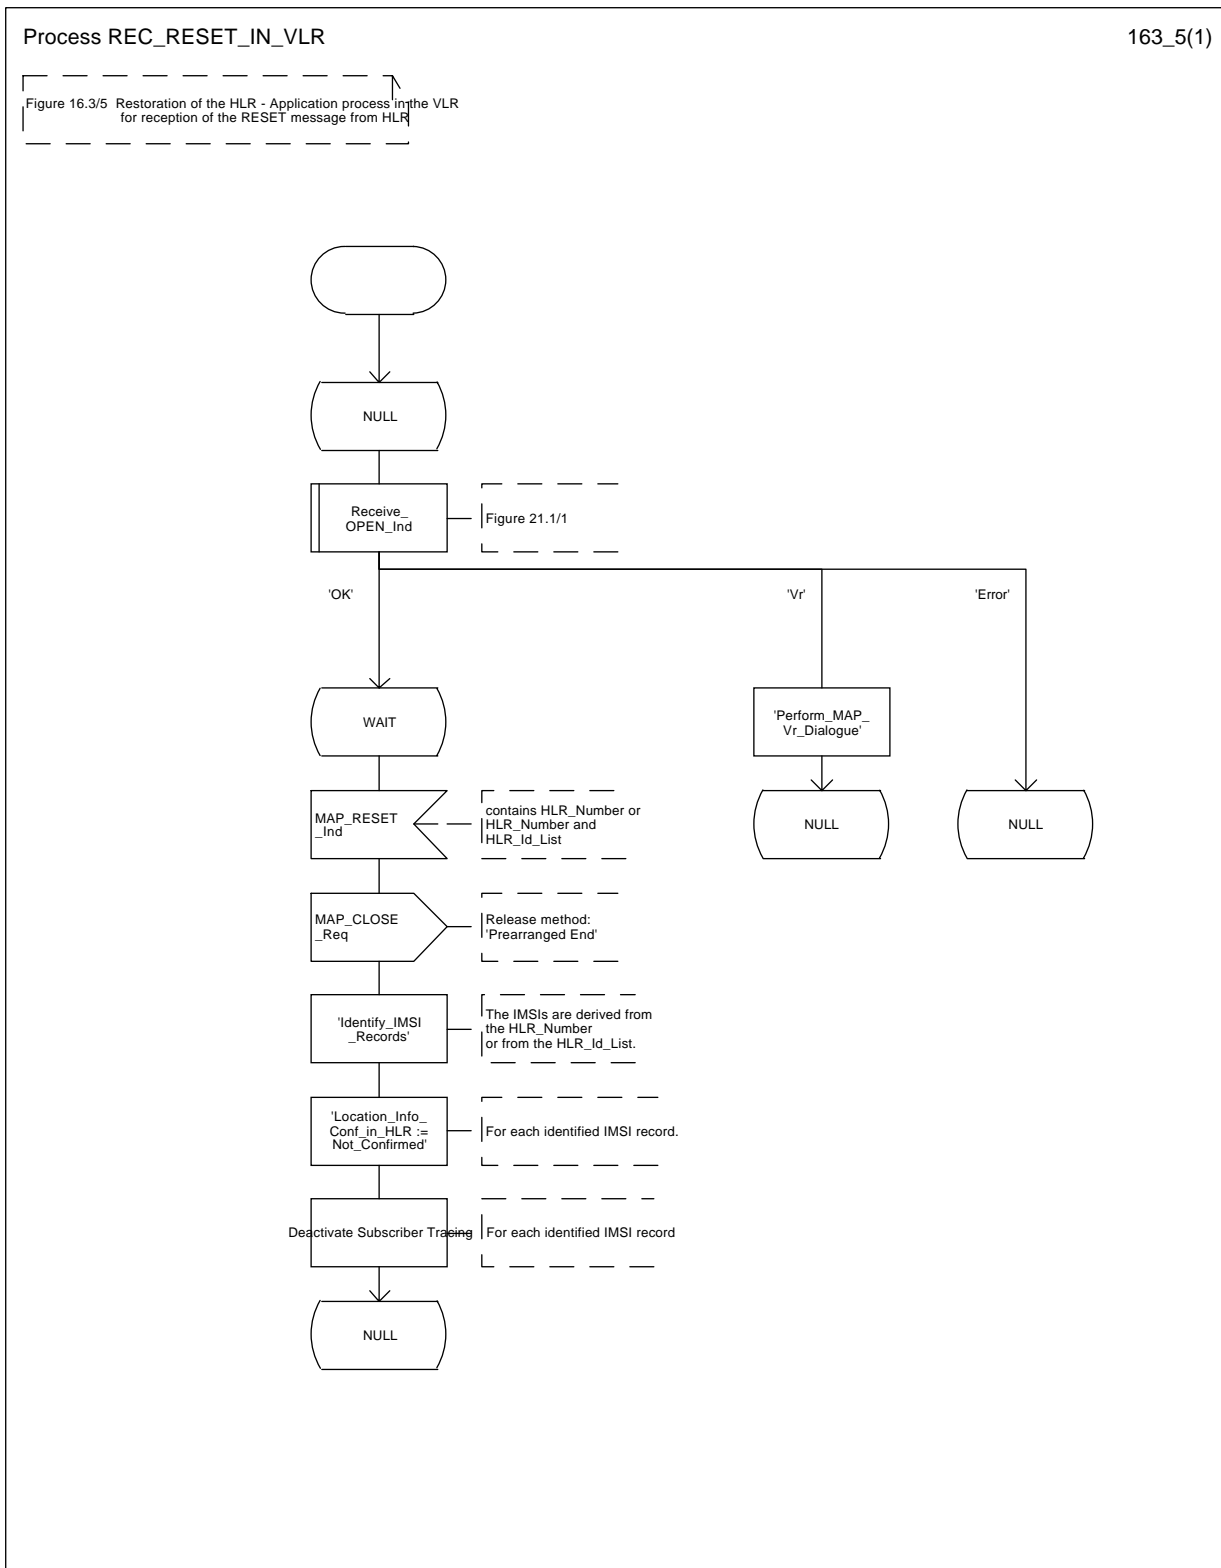 Process REC_RESET_IN_VLR
163_5(1)
Figure 16.3/5 Restoration of the HLR - Application process in the VLR
for reception of the RESET message from HLR
NULL
Receive_
OPEN_Ind
Figure 21.1/1
'OK'
'Vr'
'Error'
WAIT
'Perform_MAP_
Vr_Dialogue'
MAP_RESET
_Ind
contains HLR_Number or
HLR_Number and
HLR_Id_List
NULL
NULL
MAP_CLOSE
_Req
Release method:
'Prearranged End'
'Identify_IMSI
_Records'
The IMSIs are derived from
the HLR_Number
or from the HLR_Id_List.
'Location_Info_
Conf_in_HLR :=
Not_Confirmed'
For each identified IMSI record.
Deactivate Subscriber Tracing
For each identified IMSI record
NULL